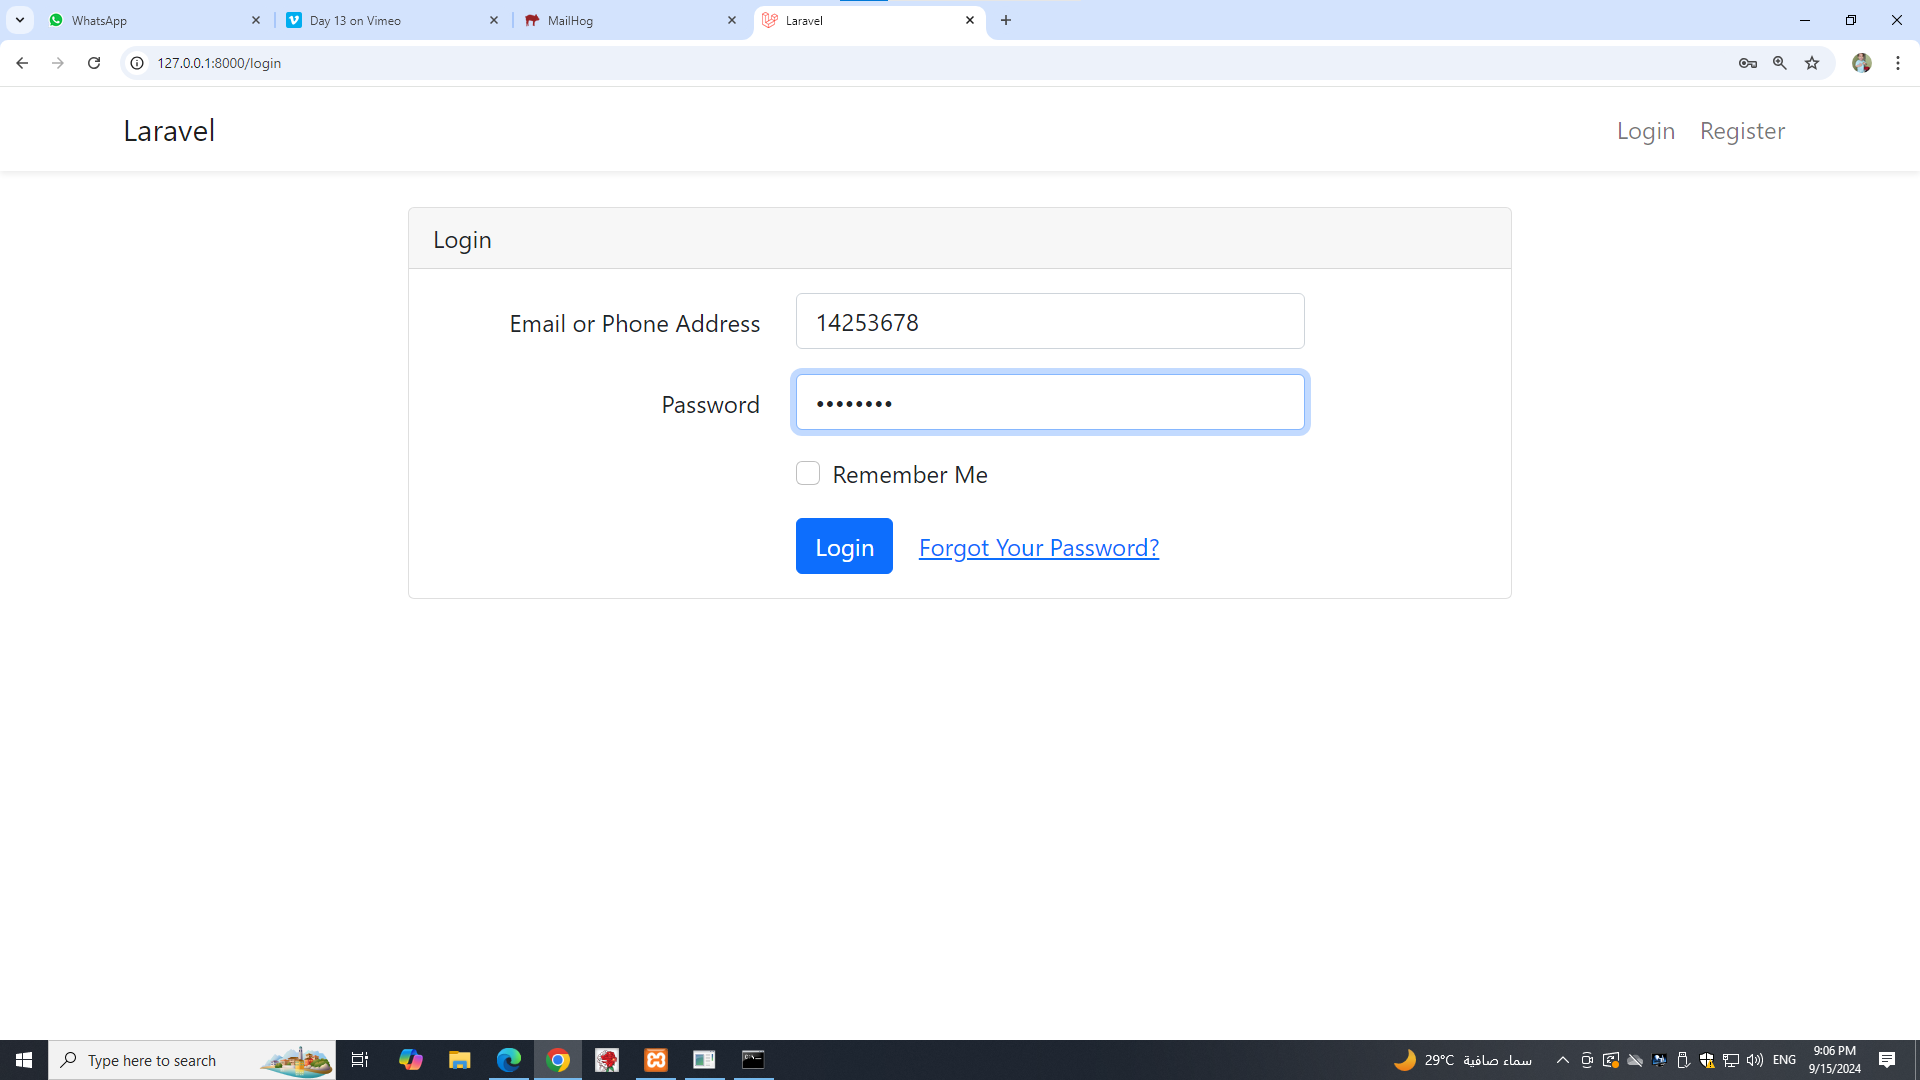 WhatsApp
Day 13 on Vimeo
MailHog
Laravel
127.0.0.1:8000/login
Laravel
Login
Register
Login
Email or Phone Address
14253678
Password
••••••••
Remember Me
Login
Forgot Your Password?
Type here to search
29°C سماء صافية
ENG
9:06 PM
9/15/2024